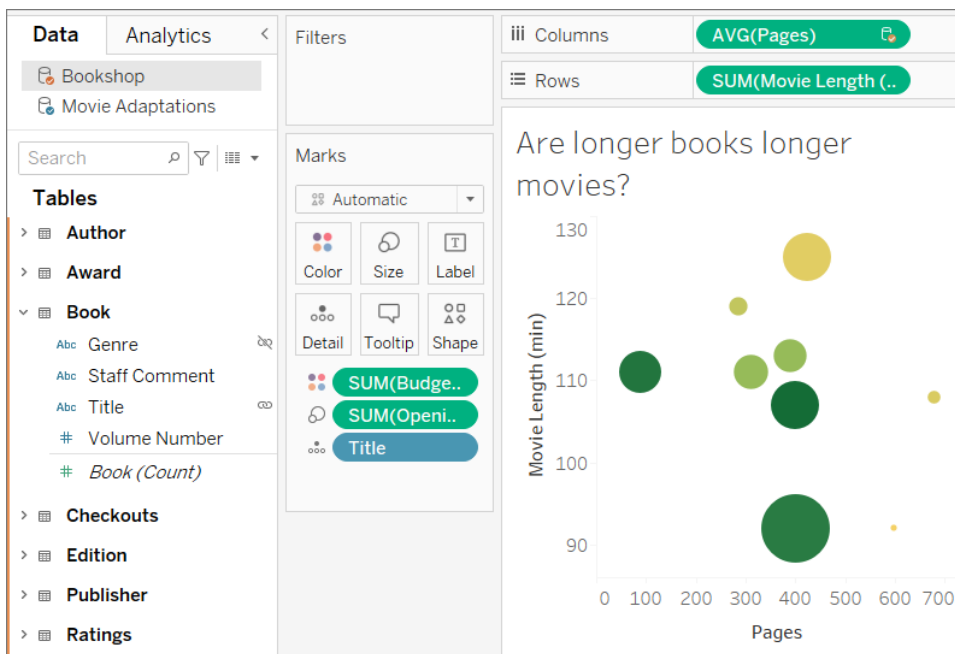 Data
Analytics
Bookshop
Movie Adaptations
Search
Tables
Author
Award
Book
Abc Genre
Abc Staff Comment
Abc Title
# Volume Number
# Book (Count)
Checkouts
Edition
Publisher
Ratings
Filters
Marks
Automatic
Color Size Label
T
Detail Tooltip Shape
SUM(Budge..
SUM(Openi..
Title
Columns AVG(Pages)
Rows SUM(Movie Length (..
Are longer books longer
movies?
Movie Length (min)
130
120
110
100
90
0 100 200 300 400 500 600 700
Pages